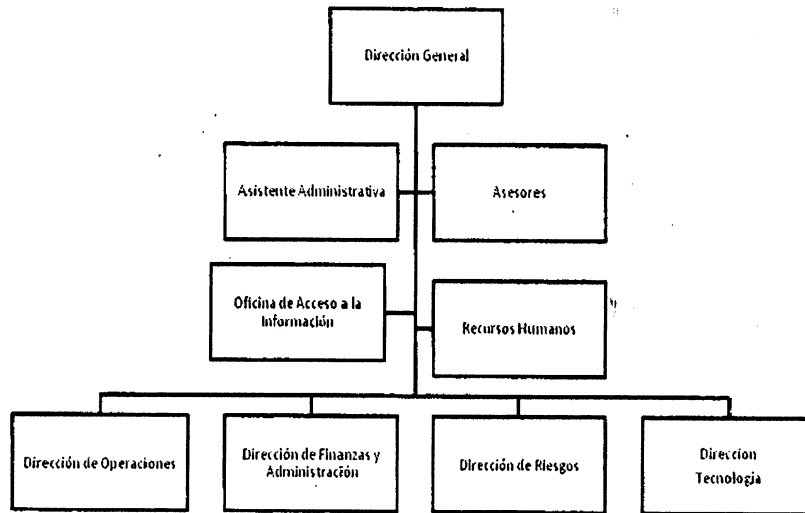 Dirección General
Asistente Administrativa
Asesores
Oficina de Acceso a la
Información
Recursos Humanos
Dirección de Operaciones
Dirección de Finanzas y
Administración
Dirección de Riesgos
Direccion
Tecnología